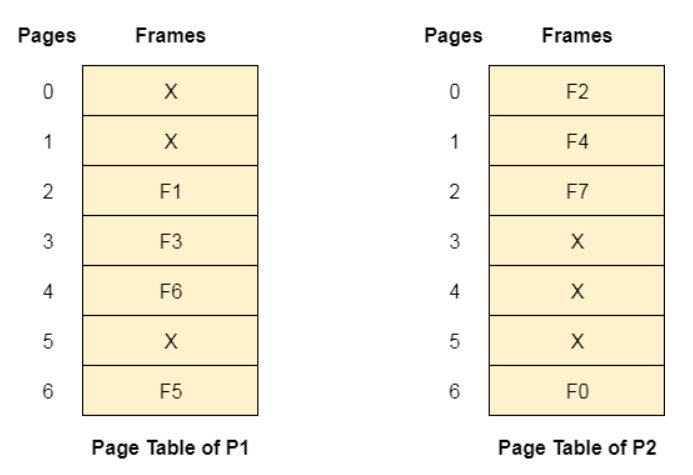 Pages Frames Pages Frames
0 X 0 F2
1 X 1 F4
2 F1 2 F7
3 F3 3 X
4 F6 4 X
5 X 5 X
6 F5 6 F0
Page Table of P1 Page Table of P2